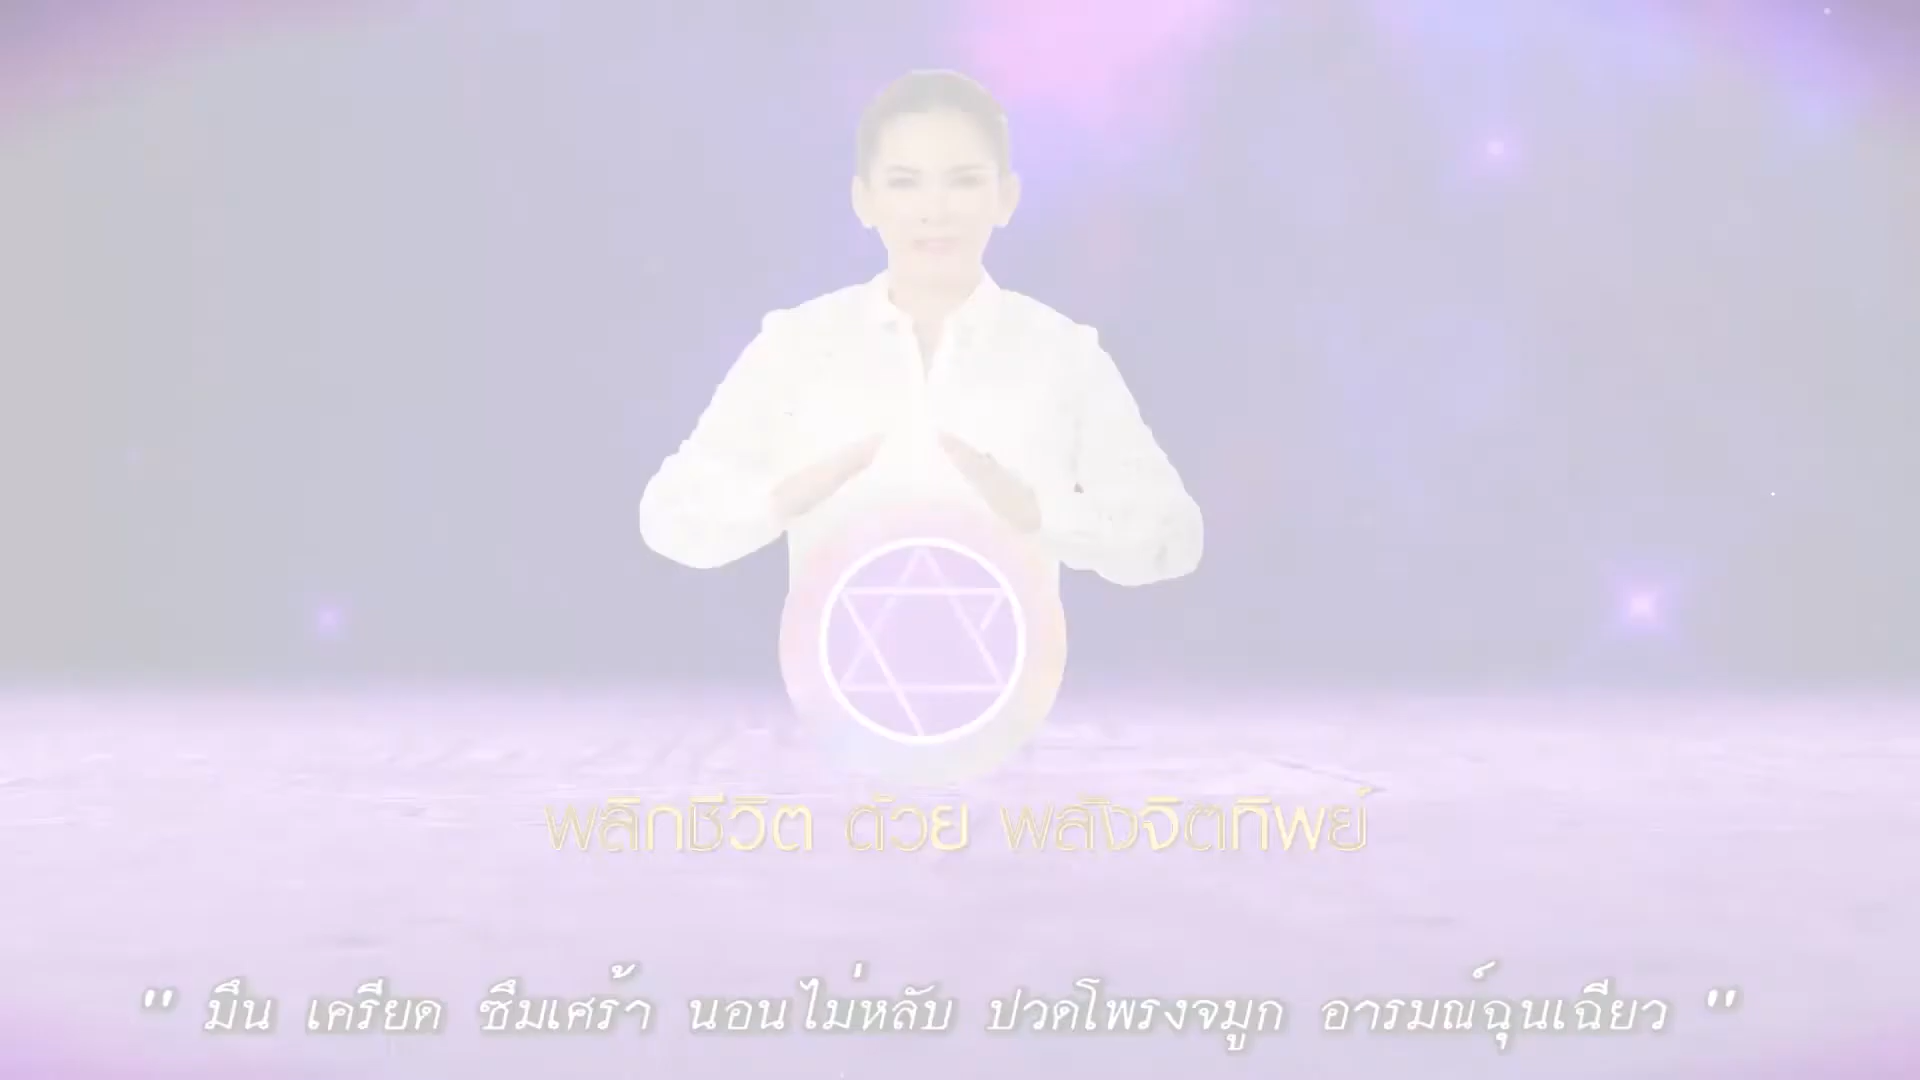 พลิกชีวิต ด้วย พลังจิตทิพย์
" มึน เครียด ซึมเศร้า นอนไม่หลับ ปวดโพรงจมูก อารมณ์ฉุนเฉียว "